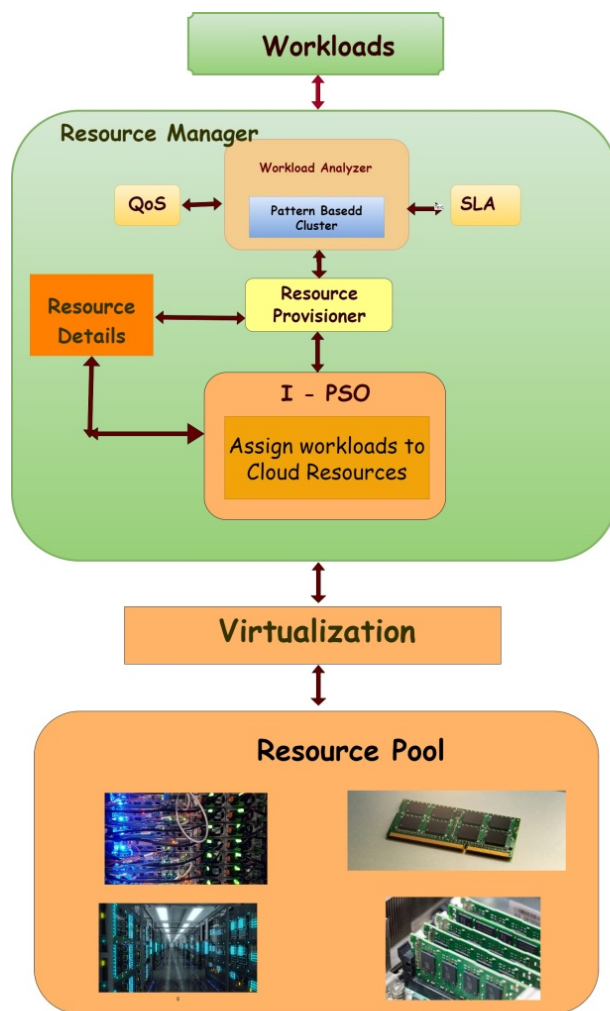 Workloads
Resource Manager
Workload Analyzer
QoS
Pattern Basedd
Cluster
SLA
Resource
Provisioner
Resource
Details
I - PSO
Assign workloads to
Cloud Resources
Virtualization
Resource Pool